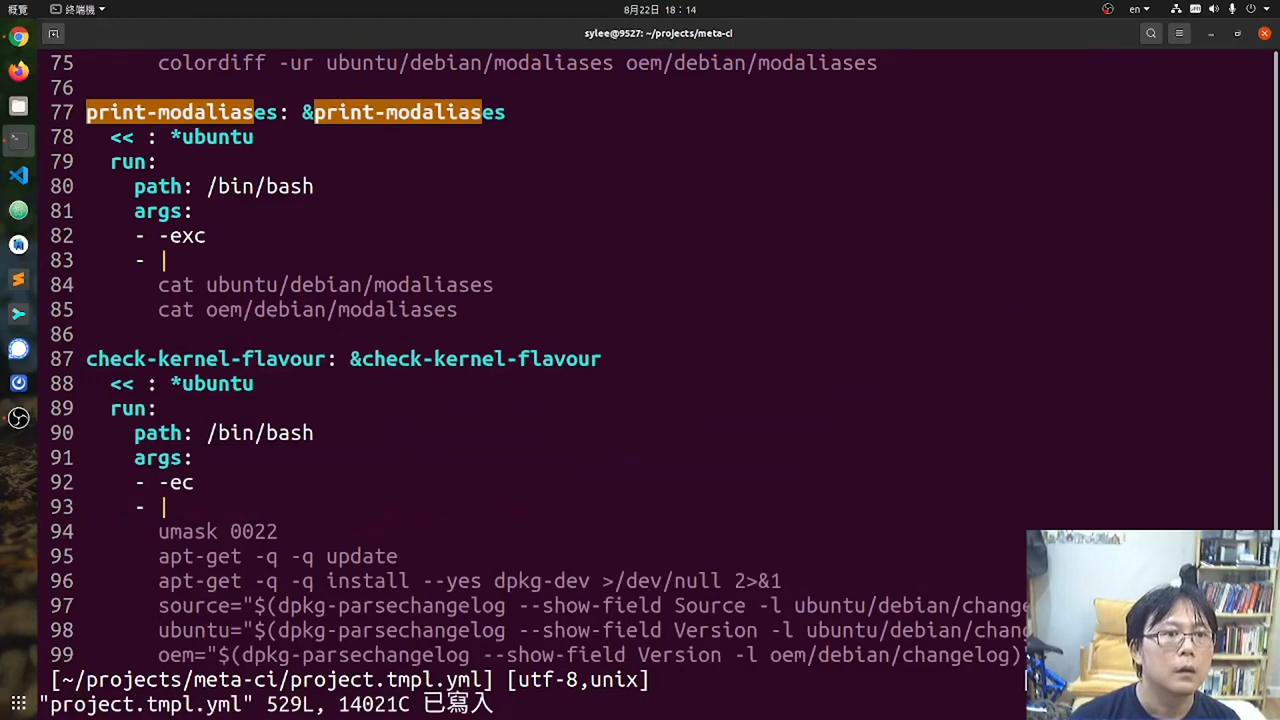 概覽 終端機 8月22日 18：14 en
sylee@9527: ~/projects/meta-ci
75 colordiff -ur ubuntu/debian/modaliases oem/debian/modaliases
76
77 print-modaliases: &print-modaliases
78 << : *ubuntu
79 run:
80 path: /bin/bash
81 args:
82 - -exc
83 - |
84 cat ubuntu/debian/modaliases
85 cat oem/debian/modaliases
86
87 check-kernel-flavour: &check-kernel-flavour
88 << : *ubuntu
89 run:
90 path: /bin/bash
91 args:
92 - -ec
93 - |
94 umask 0022
95 apt-get -q -q update
96 apt-get -q -q install --yes dpkg-dev >/dev/null 2>&1
97 source="$(dpkg-parsechangelog --show-field Source -l ubuntu/debian/change
98 ubuntu="$(dpkg-parsechangelog --show-field Version -l ubuntu/debian/chan
99 oem="$(dpkg-parsechangelog --show-field Version -l oem/debian/changelog)
[~/projects/meta-ci/project.tmpl.yml] [utf-8,unix]
"project.tmpl.yml" 529L, 14021C 已寫入